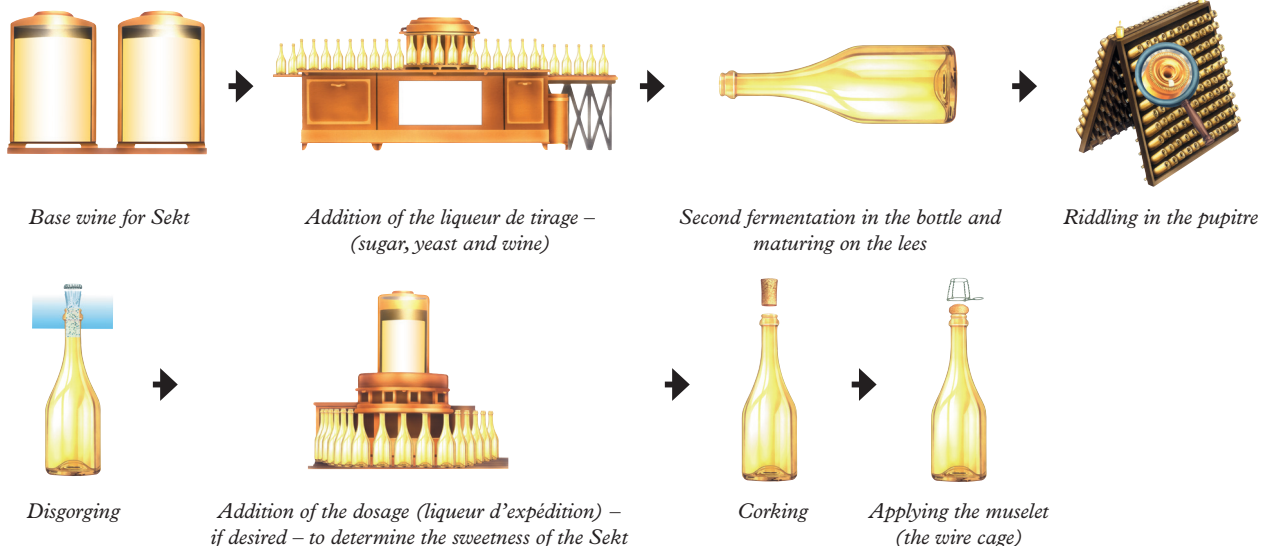 Base wine for Sekt
Addition of the liqueur de tirage –
(sugar, yeast and wine)
Second fermentation in the bottle and
maturing on the lees
Riddling in the pupitre
Disgorging
Addition of the dosage (liqueur d’expédition) –
if desired – to determine the sweetness of the Sekt
Corking
Applying the muselet
(the wire cage)